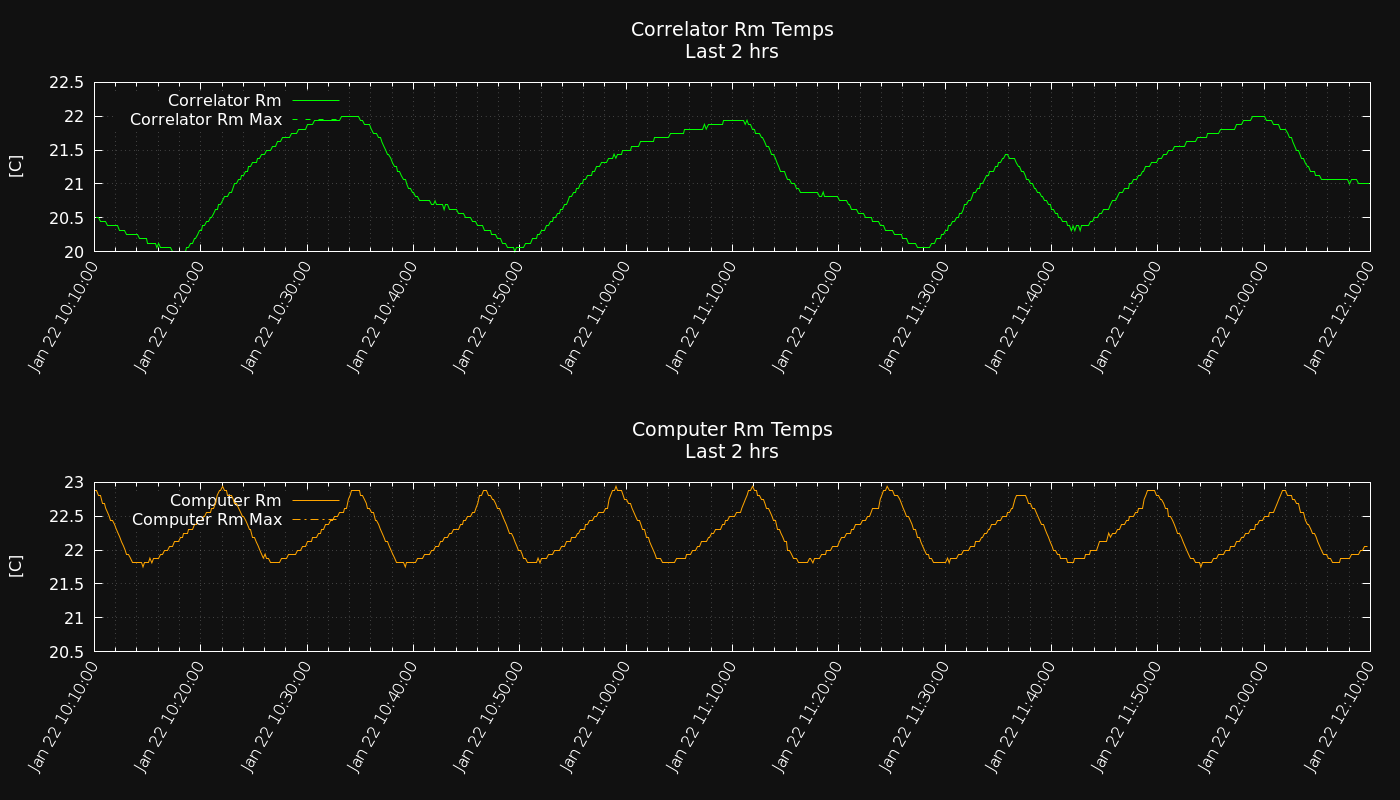 Correlator Rm Temps
Last 2 hrs
22.5
22
21.5
21
20.5
20
[C]
Correlator Rm
Correlator Rm Max
Jan 22 10:10:00
Jan 22 10:20:00
Jan 22 10:30:00
Jan 22 10:40:00
Jan 22 10:50:00
Jan 22 11:00:00
Jan 22 11:10:00
Jan 22 11:20:00
Jan 22 11:30:00
Jan 22 11:40:00
Jan 22 11:50:00
Jan 22 12:00:00
Jan 22 12:10:00
Computer Rm Temps
Last 2 hrs
23
22.5
22
21.5
21
20.5
[C]
Computer Rm
Computer Rm Max
Jan 22 10:10:00
Jan 22 10:20:00
Jan 22 10:30:00
Jan 22 10:40:00
Jan 22 10:50:00
Jan 22 11:00:00
Jan 22 11:10:00
Jan 22 11:20:00
Jan 22 11:30:00
Jan 22 11:40:00
Jan 22 11:50:00
Jan 22 12:00:00
Jan 22 12:10:00